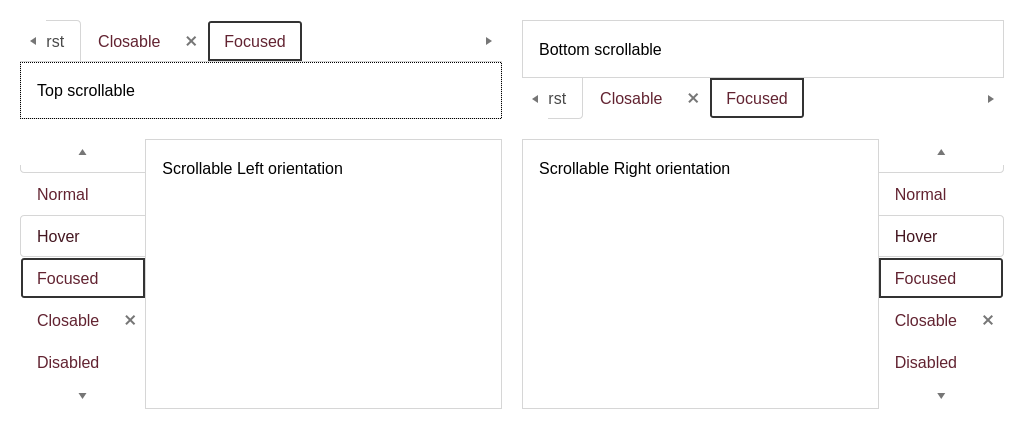 rst Closable × Focused
Top scrollable
Bottom scrollable
rst Closable × Focused
Normal
Hover
Focused
Closable ×
Disabled
Scrollable Left orientation
Scrollable Right orientation
Normal
Hover
Focused
Closable ×
Disabled